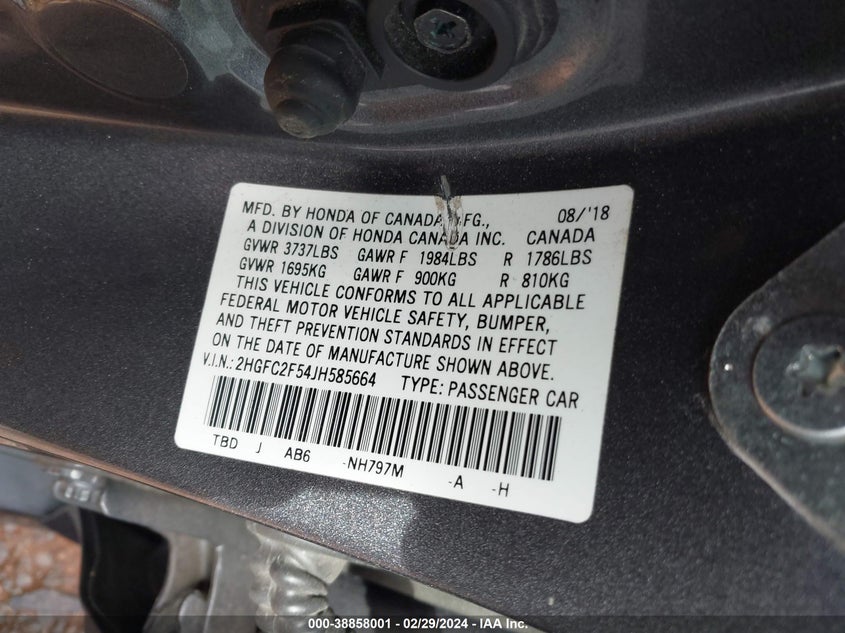 MFD. BY HONDA OF CANADA MFG., 08/'18
A DIVISION OF HONDA CANADA INC. CANADA
GVWR 3737LBS GAWR F 1984LBS R 1786LBS
GVWR 1695KG GAWR F 900KG R 810KG
THIS VEHICLE CONFORMS TO ALL APPLICABLE
FEDERAL MOTOR VEHICLE SAFETY, BUMPER,
AND THEFT PREVENTION STANDARDS IN EFFECT
ON THE DATE OF MANUFACTURE SHOWN ABOVE.
V.I.N.: 2HGFC2F54JH585664 TYPE: PASSENGER CAR
TBD J AB6 -NH797M -A -H
000-38858001 - 02/29/2024 - IAA Inc.